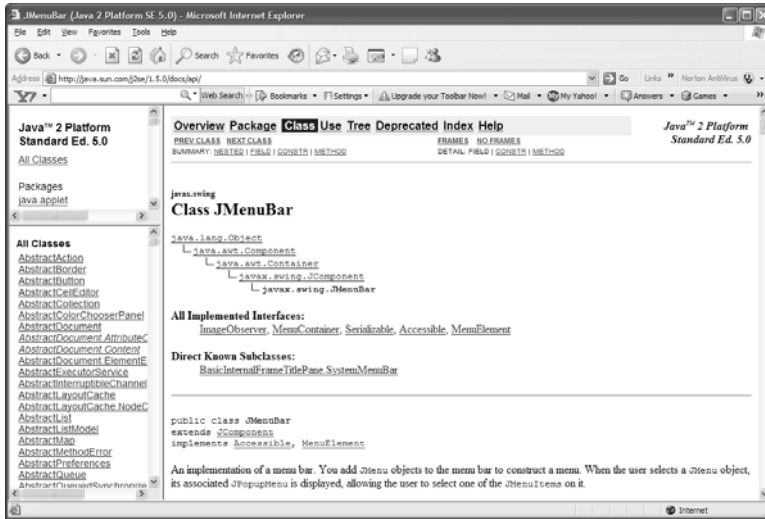 JMenuBar (Java 2 Platform SE 5.0) - Microsoft Internet Explorer
File Edit View Favorites Tools Help
Back Search Favorites
Address http://java.sun.com/j2se/1.5.0/docs/api/ Go Links » Norton AntiVirus
Y7 Web Search Bookmarks Settings Upgrade your Toolbar Now! Mail My Yahoo! Answers Games »
Java™ 2 Platform
Standard Ed. 5.0
All Classes
Packages
java.applet
All Classes
AbstractAction
AbstractBorder
AbstractButton
AbstractCellEditor
AbstractCollection
AbstractColorChooserPanel
AbstractDocument
AbstractDocument.AttributeC
AbstractDocument.Content
AbstractDocument.ElementE
AbstractExecutorService
AbstractInterruptibleChannel
AbstractLayoutCache
AbstractLayoutCache.NodeD
AbstractList
AbstractListModel
AbstractMap
AbstractMethodError
AbstractPreferences
AbstractQueue
AbstractQueuedSynchronize
Overview Package Class Use Tree Deprecated Index Help
Java™ 2 Platform
Standard Ed. 5.0
PREV CLASS NEXT CLASS FRAMES NO FRAMES
SUMMARY: NESTED | FIELD | CONSTR | METHOD DETAIL: FIELD | CONSTR | METHOD
javax.swing
Class JMenuBar
java.lang.Object
java.awt.Component
java.awt.Container
javax.swing.JComponent
javax.swing.JMenuBar
All Implemented Interfaces:
ImageObserver, MenuContainer, Serializable, Accessible, MenuElement
Direct Known Subclasses:
BasicInternalFrameTitlePane.SystemMenuBar
public class JMenuBar
extends JComponent
implements Accessible, MenuElement
An implementation of a menu bar. You add JMenu objects to the menu bar to construct a menu. When the user selects a JMenu object,
its associated JPopupMenu is displayed, allowing the user to select one of the JMenuItems on it.
Internet